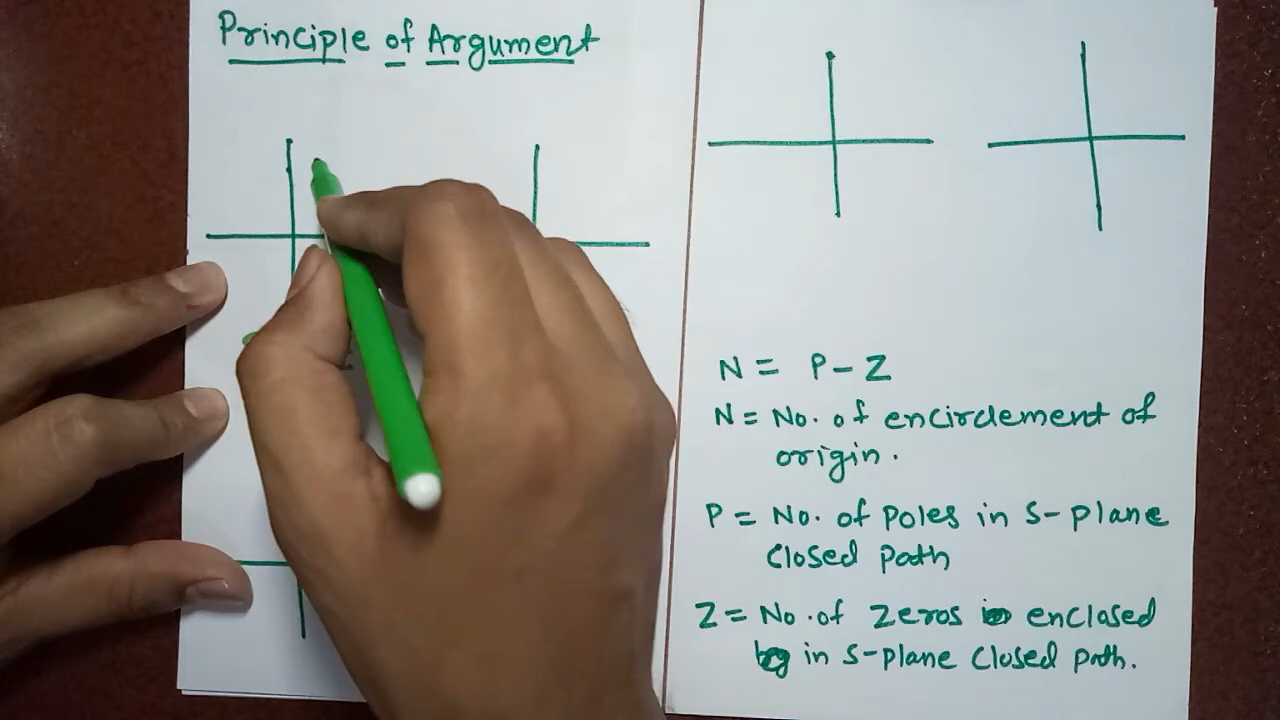 Principle of Argument
N = P-Z
N = No. of encirclement of
origin.
P = No. of Poles in S-plane
Closed path
Z = No. of Zeros enclosed
in S-plane Closed path.